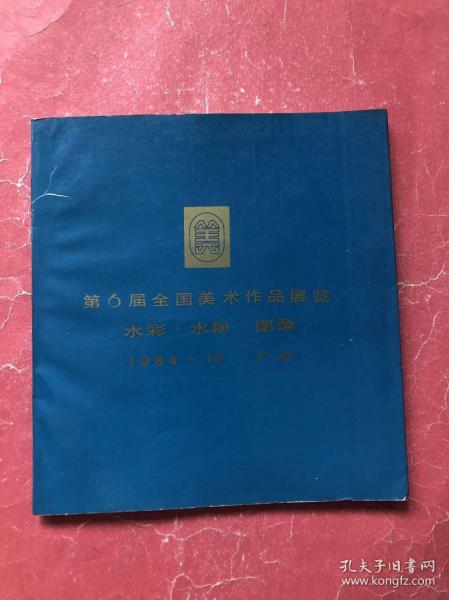 美
第6届全国美术作品展览
水彩·水粉 图录
1984·10 广州
孔夫子旧书网
www.kongfz.com